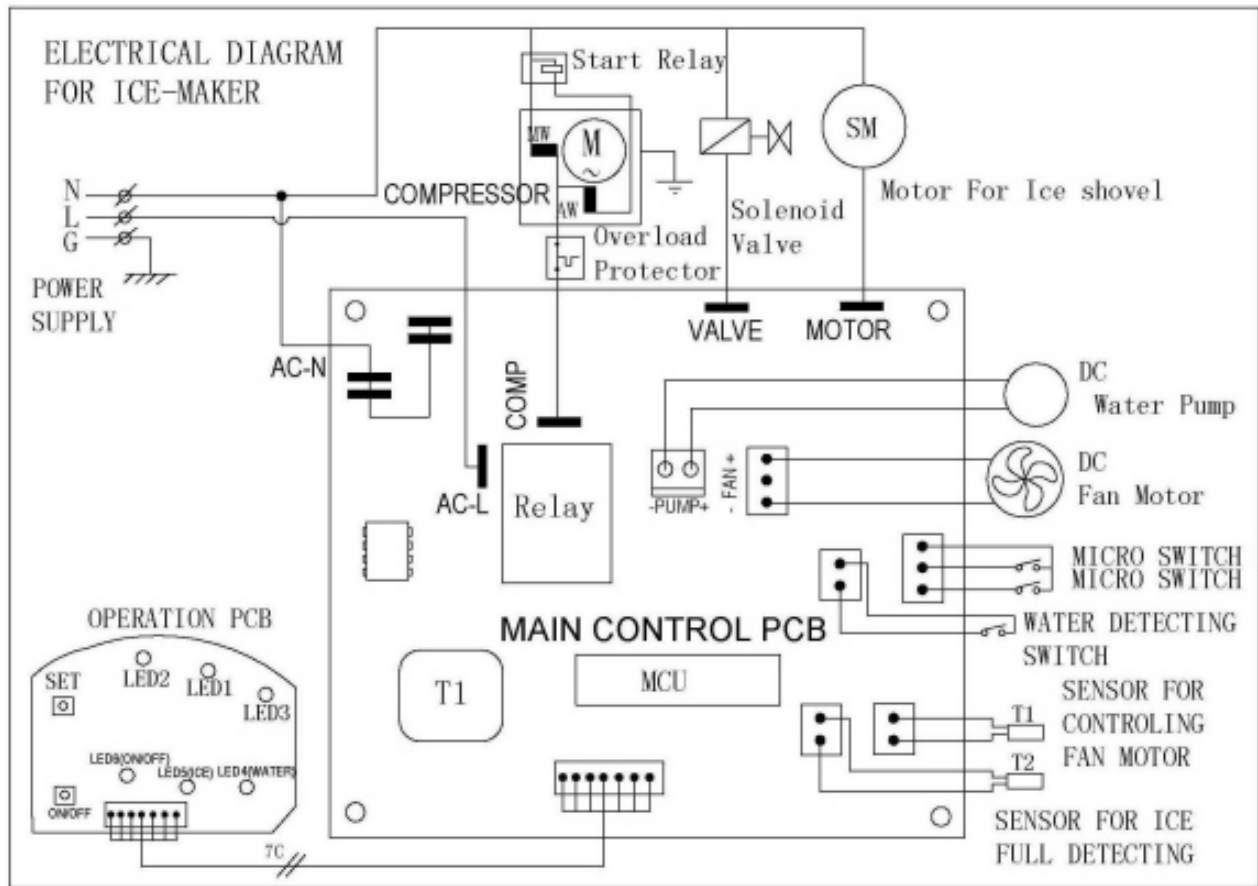 ELECTRICAL DIAGRAM
FOR ICE-MAKER
Start Relay
MW
M
~
AW
COMPRESSOR
SM
Motor For Ice shovel
Solenoid
Valve
Overload
Protector
N
L
G
POWER
SUPPLY
VALVE
MOTOR
AC-N
COMP
AC-L
Relay
-PUMP+
- FAN +
DC
Water Pump
DC
Fan Motor
MICRO SWITCH
MICRO SWITCH
WATER DETECTING
SWITCH
MAIN CONTROL PCB
T1
MCU
SENSOR FOR
CONTROLING
FAN MOTOR
T1
T2
SENSOR FOR ICE
FULL DETECTING
OPERATION PCB
SET
LED2
LED1
LED3
LED6(ON/OFF)
LED5(ICE)
LED4(WATER)
ON/OFF
7C